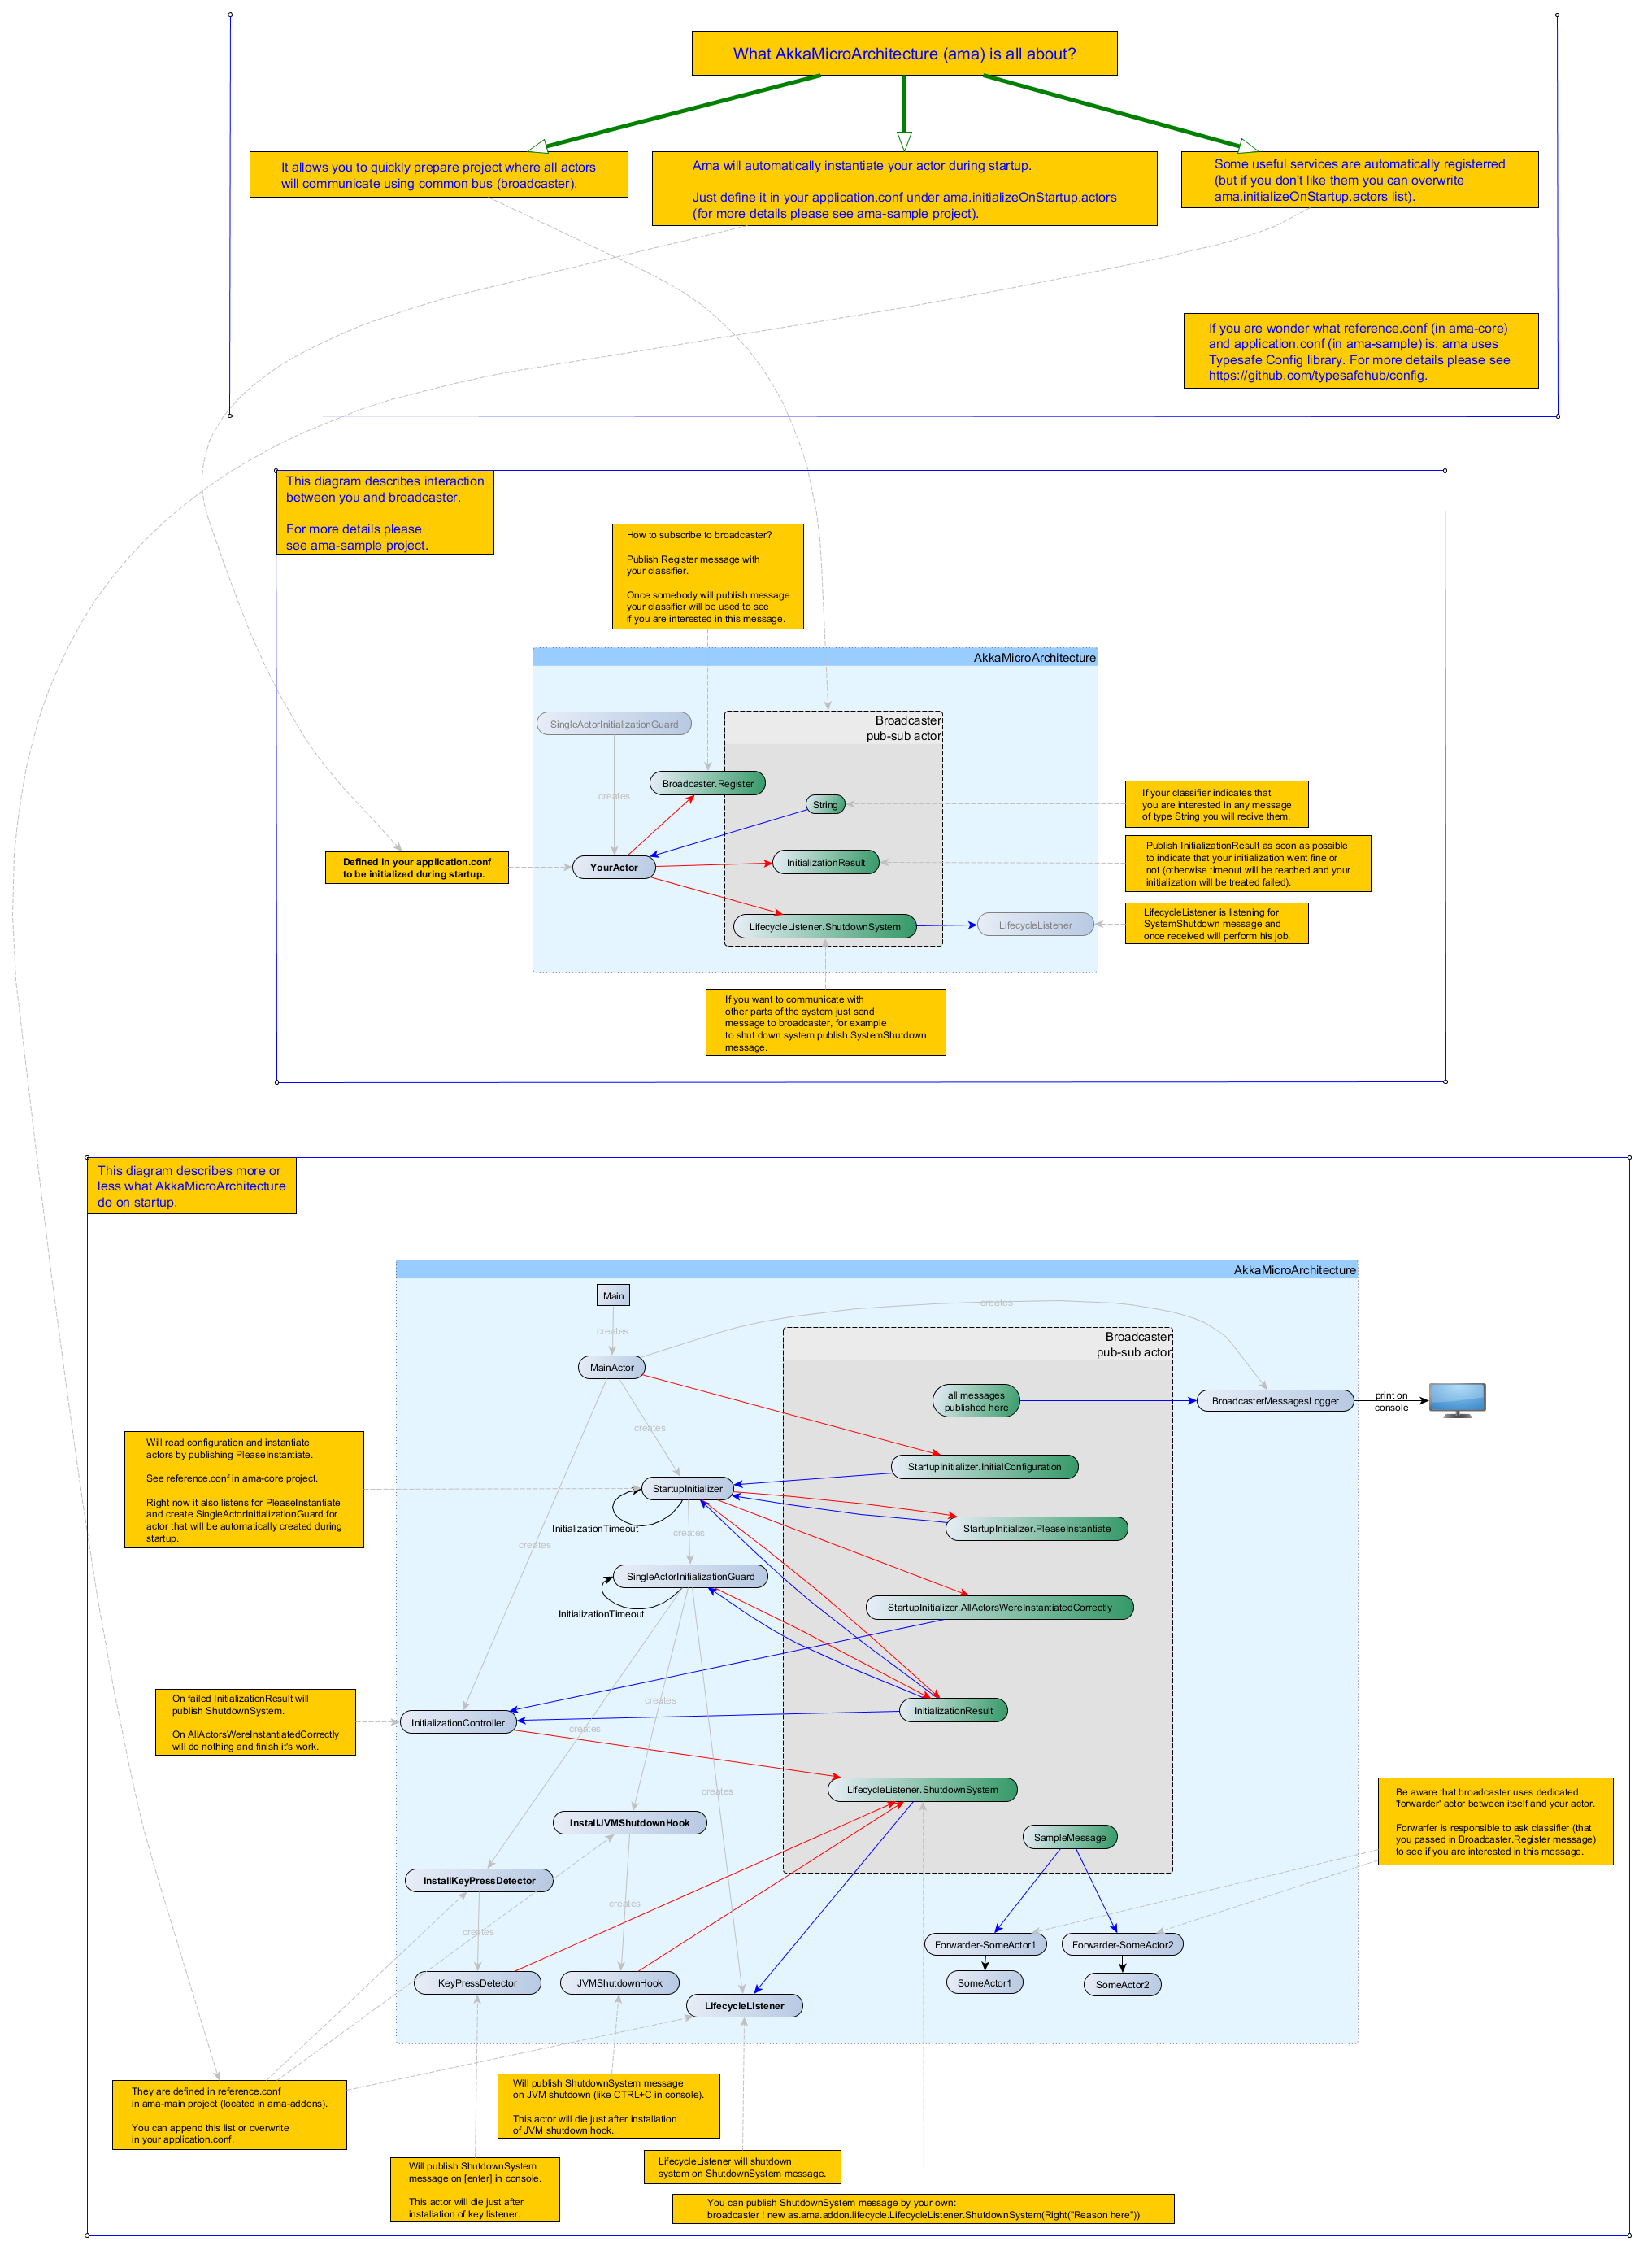 What AkkaMicroArchitecture (ama) is all about?
It allows you to quickly prepare project where all actors
will communicate using common bus (broadcaster).
Ama will automatically instantiate your actor during startup.
Just define it in your application.conf under ama.initializeOnStartup.actors
(for more details please see ama-sample project).
Some useful services are automatically registerred
(but if you don't like them you can overwrite
ama.initializeOnStartup.actors list).
If you are wonder what reference.conf (in ama-core)
and application.conf (in ama-sample) is: ama uses
Typesafe Config library. For more details please see
https://github.com/typesafehub/config.
This diagram describes interaction
between you and broadcaster.
For more details please
see ama-sample project.
How to subscribe to broadcaster?
Publish Register message with
your classifier.
Once somebody will publish message
your classifier will be used to see
if you are interested in this message.
AkkaMicroArchitecture
SingleActorInitializationGuard
Broadcaster
pub-sub actor
Broadcaster.Register
creates
String
If your classifier indicates that
you are interested in any message
of type String you will recive them.
Defined in your application.conf
to be initialized during startup.
YourActor
InitializationResult
Publish InitializationResult as soon as possible
to indicate that your initialization went fine or
not (otherwise timeout will be reached and your
initialization will be treated failed).
LifecycleListener.ShutdownSystem
LifecycleListener
LifecycleListener is listening for
SystemShutdown message and
once received will perform his job.
If you want to communicate with
other parts of the system just send
message to broadcaster, for example
to shut down system publish SystemShutdown
message.
This diagram describes more or
less what AkkaMicroArchitecture
do on startup.
AkkaMicroArchitecture
Main
creates
creates
Broadcaster
pub-sub actor
MainActor
all messages
published here
BroadcasterMessagesLogger
print on
console
creates
Will read configuration and instantiate
actors by publishing PleaseInstantiate.
See reference.conf in ama-core project.
Right now it also listens for PleaseInstantiate
and create SingleActorInitializationGuard for
actor that will be automatically created during
startup.
StartupInitializer.InitialConfiguration
StartupInitializer
InitializationTimeout
creates
StartupInitializer.PleaseInstantiate
creates
SingleActorInitializationGuard
InitializationTimeout
StartupInitializer.AllActorsWereInstantiatedCorrectly
On failed InitializationResult will
publish ShutdownSystem.
On AllActorsWereInstantiatedCorrectly
will do nothing and finish it's work.
creates
InitializationController
creates
InitializationResult
creates
LifecycleListener.ShutdownSystem
InstallJVMShutdownHook
SampleMessage
Be aware that broadcaster uses dedicated
'forwarder' actor between itself and your actor.
Forwarfer is responsible to ask classifier (that
you passed in Broadcaster.Register message)
to see if you are interested in this message.
InstallKeyPressDetector
creates
creates
Forwarder-SomeActor1
Forwarder-SomeActor2
KeyPressDetector
JVMShutdownHook
SomeActor1
SomeActor2
LifecycleListener
They are defined in reference.conf
in ama-main project (located in ama-addons).
You can append this list or overwrite
in your application.conf.
Will publish ShutdownSystem message
on JVM shutdown (like CTRL+C in console).
This actor will die just after installation
of JVM shutdown hook.
Will publish ShutdownSystem
message on [enter] in console.
This actor will die just after
installation of key listener.
LifecycleListener will shutdown
system on ShutdownSystem message.
You can publish ShutdownSystem message by your own:
broadcaster ! new as.ama.addon.lifecycle.LifecycleListener.ShutdownSystem(Right("Reason here"))